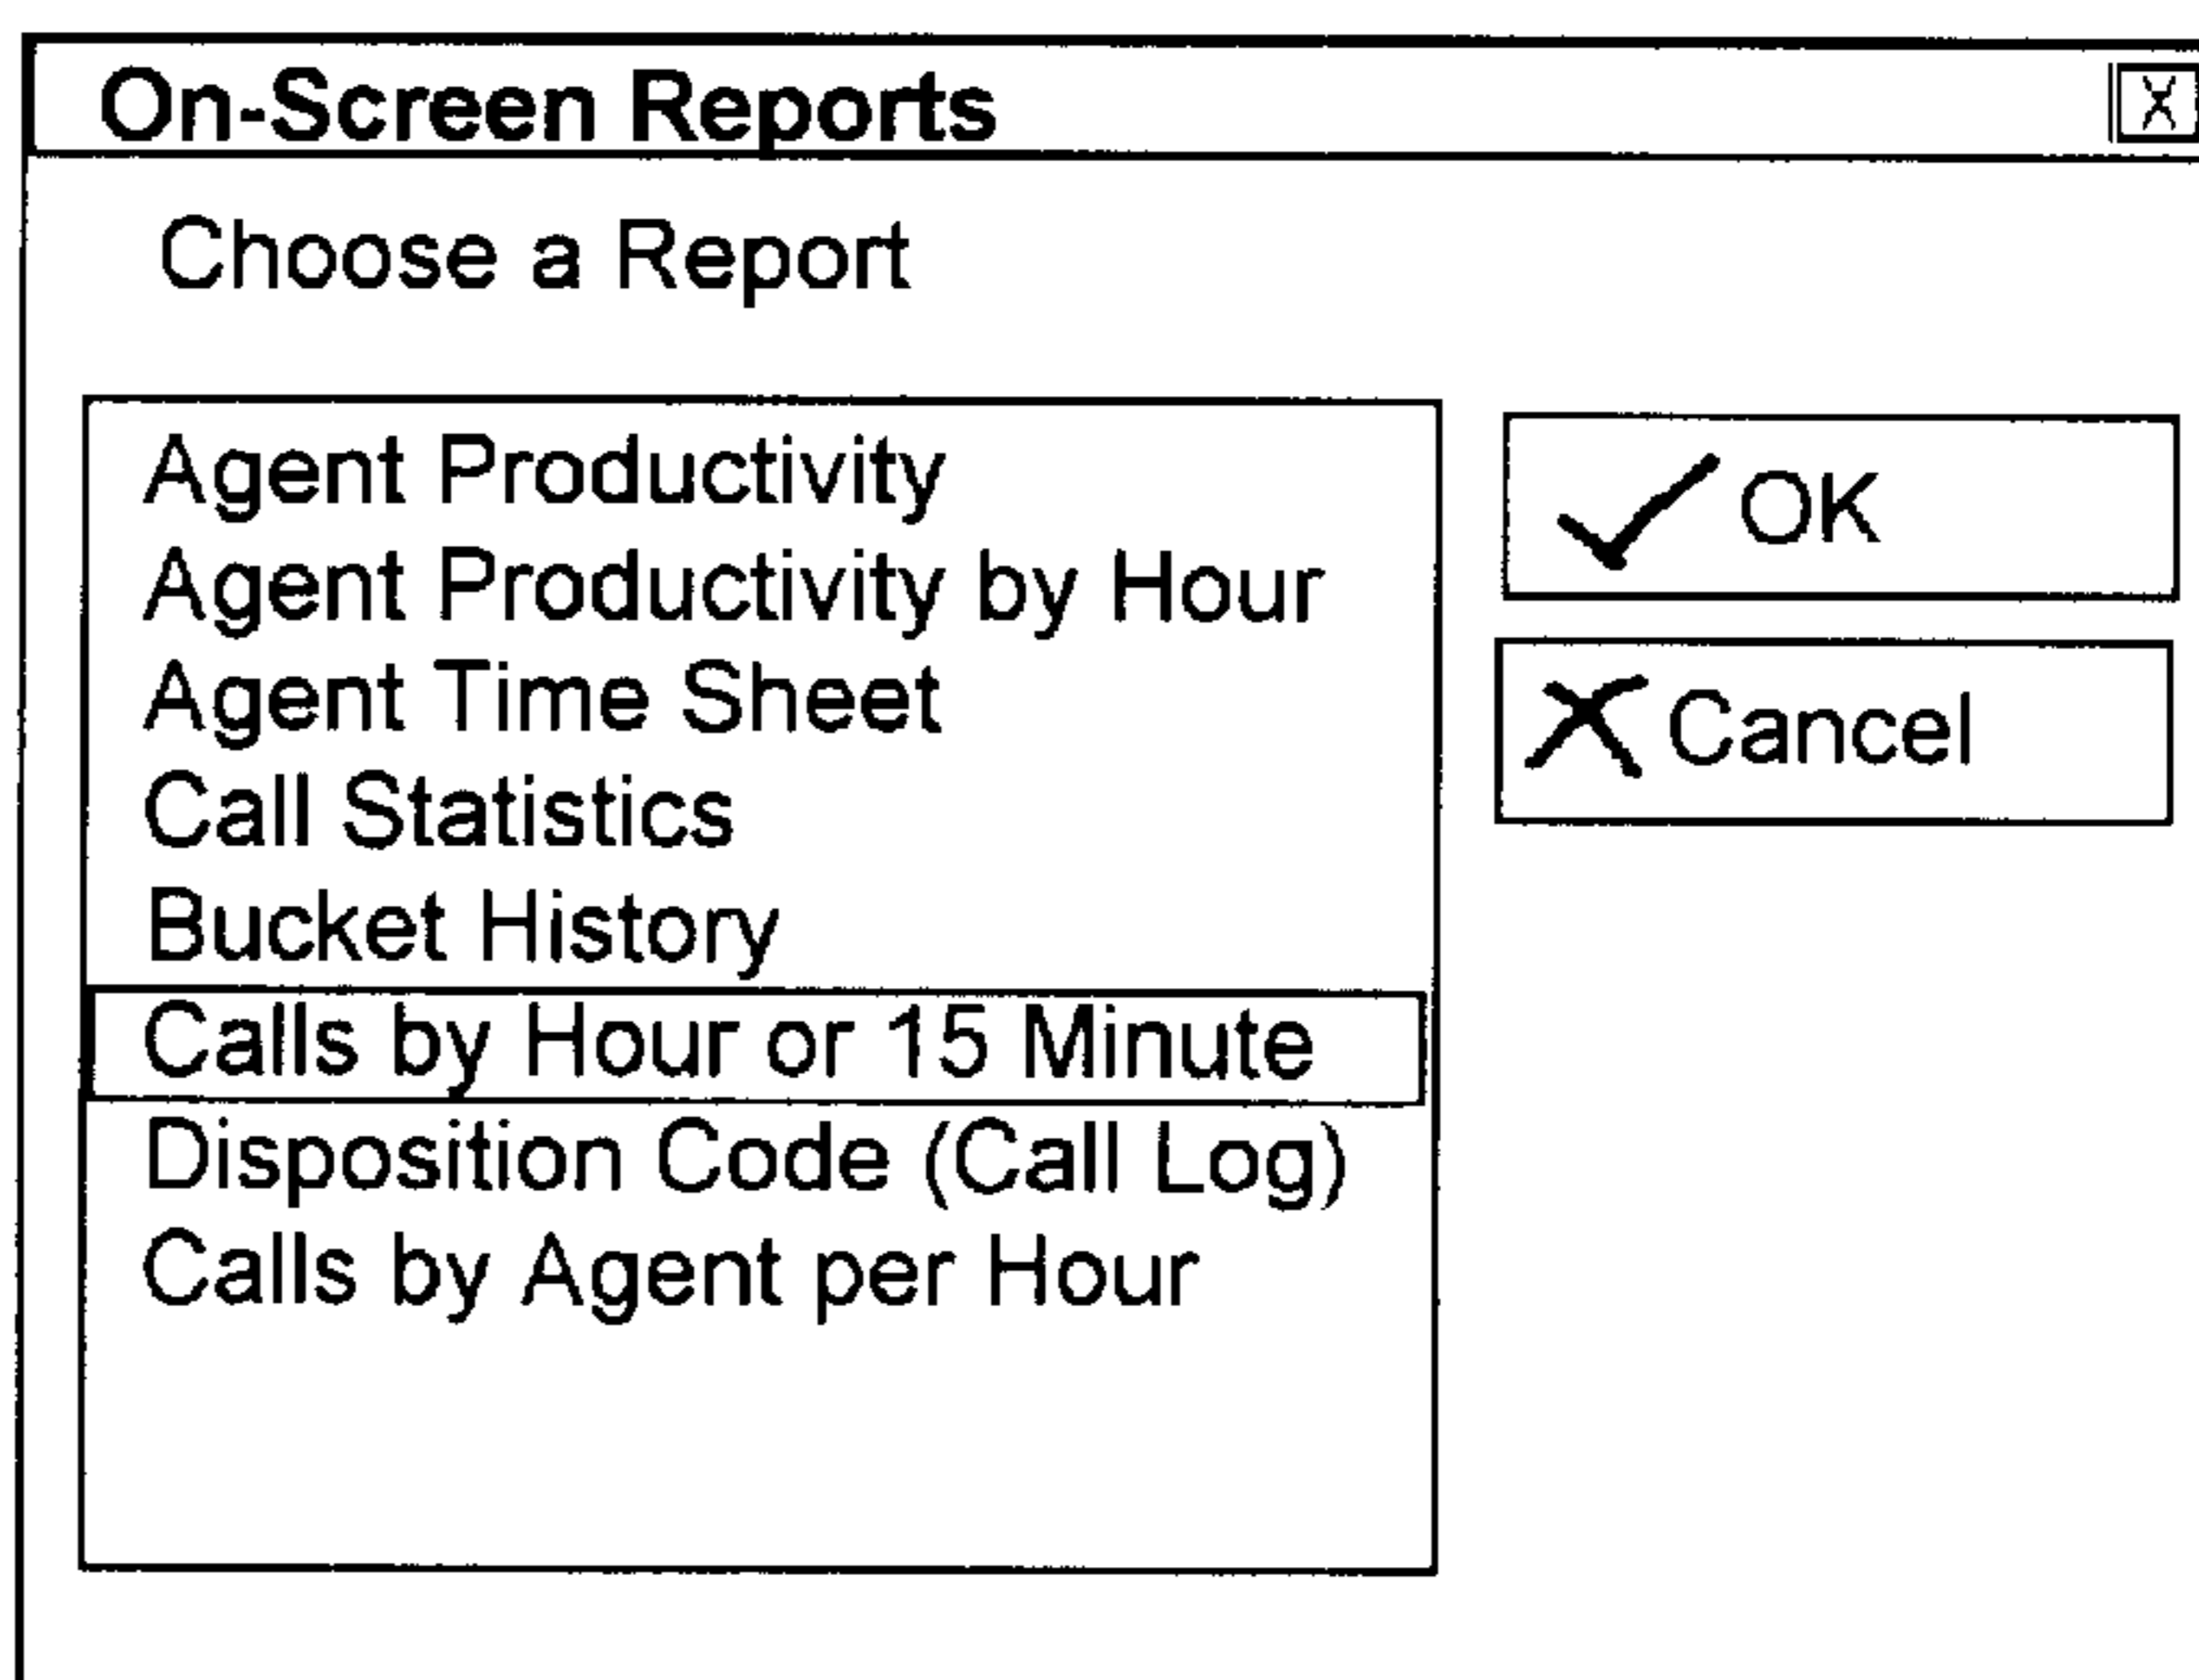 On-Screen Reports
X
Choose a Report
Agent Productivity
Agent Productivity by Hour
Agent Time Sheet
Call Statistics
Bucket History
Calls by Hour or 15 Minute
Disposition Code (Call Log)
Calls by Agent per Hour
OK
Cancel